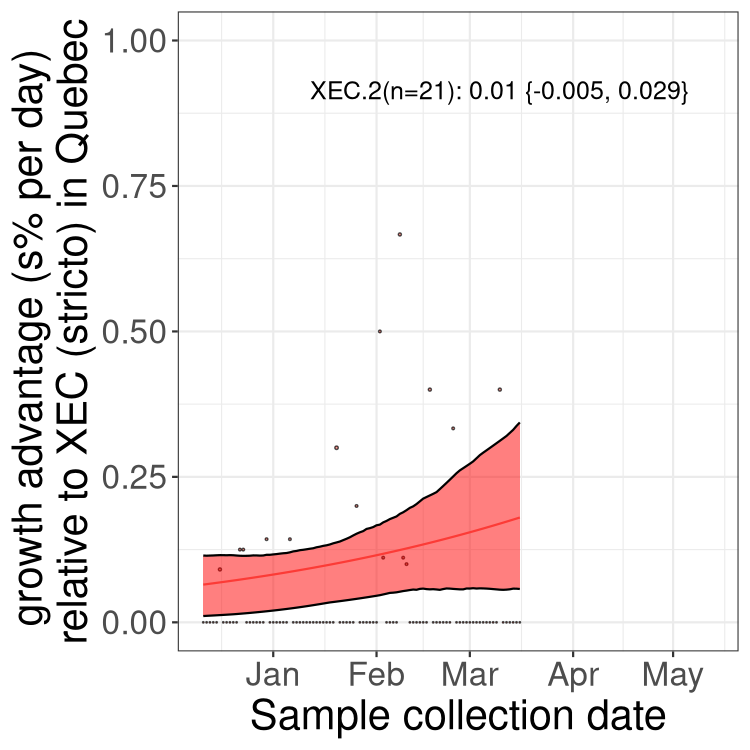 growth advantage (s% per day)
relative to XEC (stricto) in Quebec
1.00
0.75
0.50
0.25
0.00
XEC.2(n=21): 0.01 {-0.005, 0.029}
Jan Feb Mar Apr May
Sample collection date